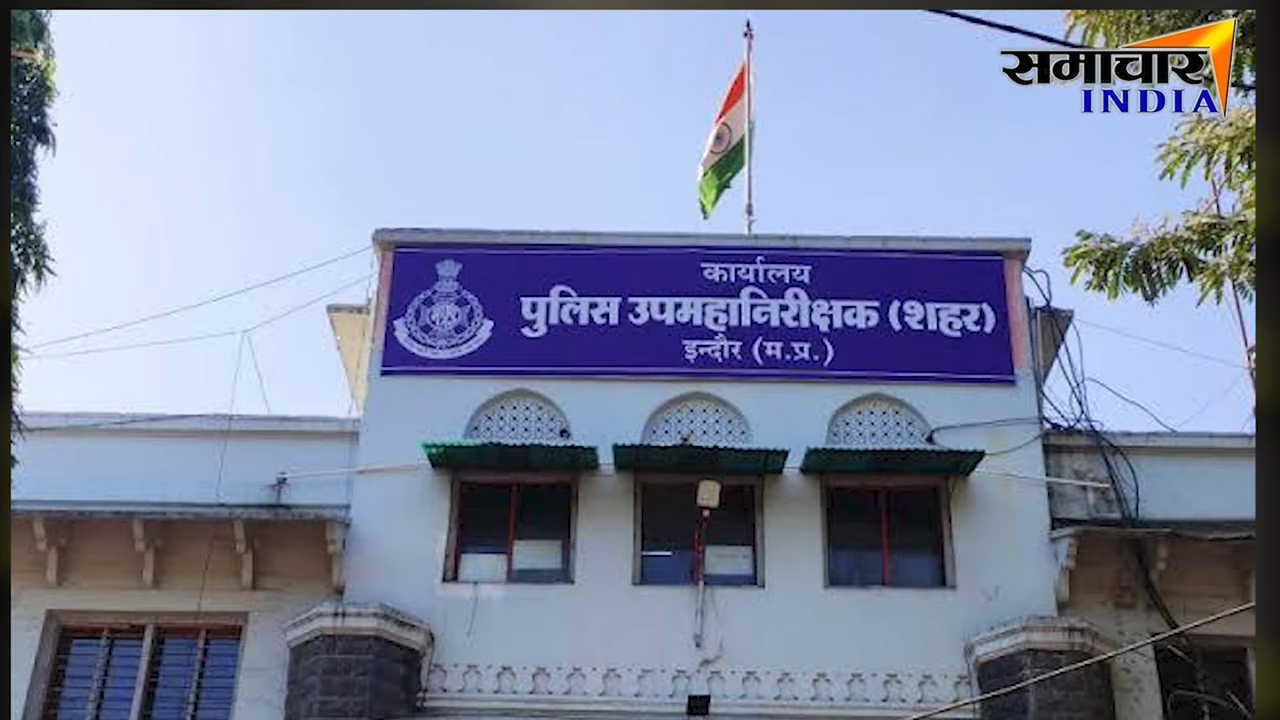 समाचार
INDIA
कार्यालय
पुलिस उपमहानिरीक्षक (शहर)
इन्दौर (म.प्र.)